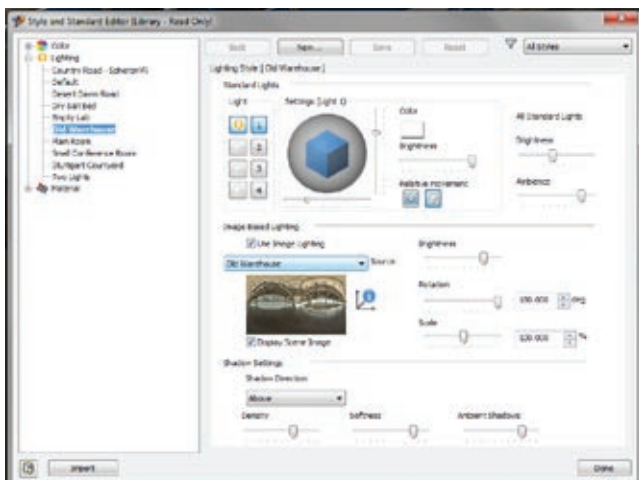 Style and Standard Editor [Library - Read Only]
Back
New...
Save
Reset
All Styles
Color
Lighting
Country Road - SpheronVR
Default
Desert Dawn Road
Dry Salt Bed
Empty Lab
Old Warehouse
Plain Room
Small Conference Room
Stuttgart Courtyard
Two Lights
Material
Lighting Style [ Old Warehouse ]
Standard Lights
Light
1
2
3
4
Settings (Light 1)
Color
Brightness
Relative Movement
All Standard Lights
Brightness
Ambience
Image Based Lighting
Use Image Lighting
Old Warehouse
Source
Display Scene Image
Brightness
Rotation
deg
Scale
%
Shadow Settings
Shadow Direction
Above
Density
Softness
Ambient Shadows
Import
Done